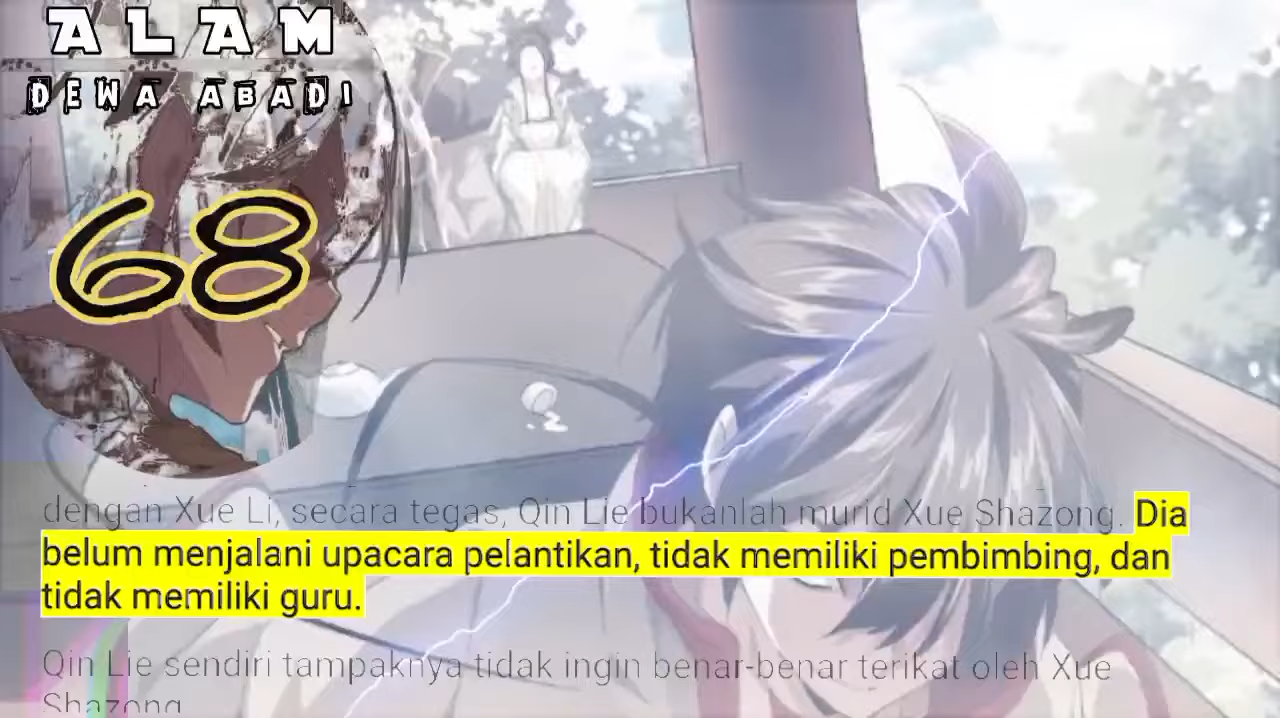 ALAM
DEWA ABADI
68
dengan Xue Li, secara tegas, Qin Lie bukanlah murid Xue Shazong. Dia
belum menjalani upacara pelantikan, tidak memiliki pembimbing, dan
tidak memiliki guru.
Qin Lie sendiri tampaknya tidak ingin benar-benar terikat oleh Xue
Shazong